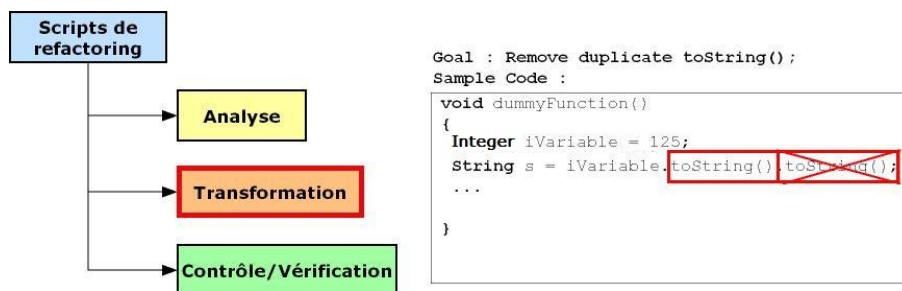 Scripts de
refactoring
Analyse
Transformation
Contrôle/Vérification
Goal : Remove duplicate toString();
Sample Code :
void dummyFunction()
{
Integer iVariable = 125;
String s = iVariable.toString().toString();
...
}